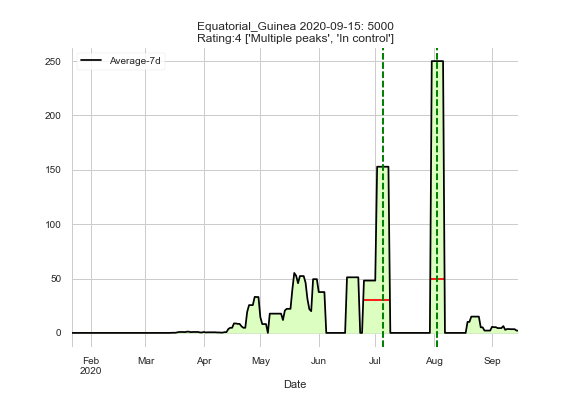 Equatorial_Guinea 2020-09-15: 5000
Rating:4 ['Multiple peaks', 'In control']
Average-7d
250
200
150
100
50
0
Feb Mar Apr May Jun Jul Aug Sep
2020
Date